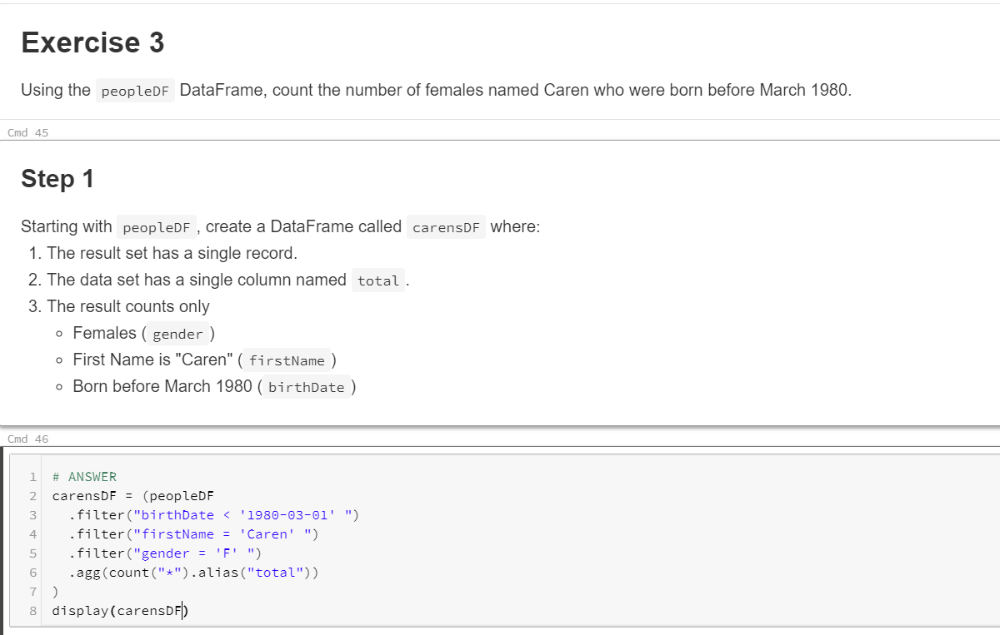 Exercise 3
Using the peopleDF DataFrame, count the number of females named Caren who were born before March 1980.
Cmd 45
Step 1
Starting with peopleDF , create a DataFrame called carensDF where:
1. The result set has a single record.
2. The data set has a single column named total .
3. The result counts only
Females ( gender )
First Name is "Caren" ( firstName )
Born before March 1980 ( birthDate )
Cmd 46
1 # ANSWER
2 carensDF = (peopleDF
3   .filter("birthDate < '1980-03-01' ")
4   .filter("firstName = 'Caren' ")
5   .filter("gender = 'F' ")
6   .agg(count("*").alias("total"))
7 )
8 display(carensDF)